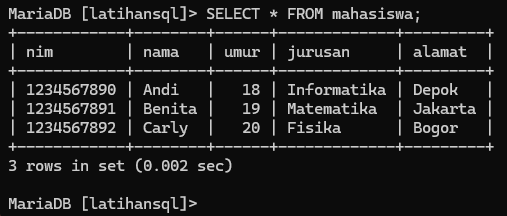 MariaDB [latihansql]> SELECT * FROM mahasiswa;
+------------+--------+------+-------------+---------+
| nim        | nama   | umur | jurusan     | alamat  |
+------------+--------+------+-------------+---------+
| 1234567890 | Andi   |   18 | Informatika | Depok   |
| 1234567891 | Benita |   19 | Matematika  | Jakarta |
| 1234567892 | Carly  |   20 | Fisika      | Bogor   |
+------------+--------+------+-------------+---------+
3 rows in set (0.002 sec)
MariaDB [latihansql]>